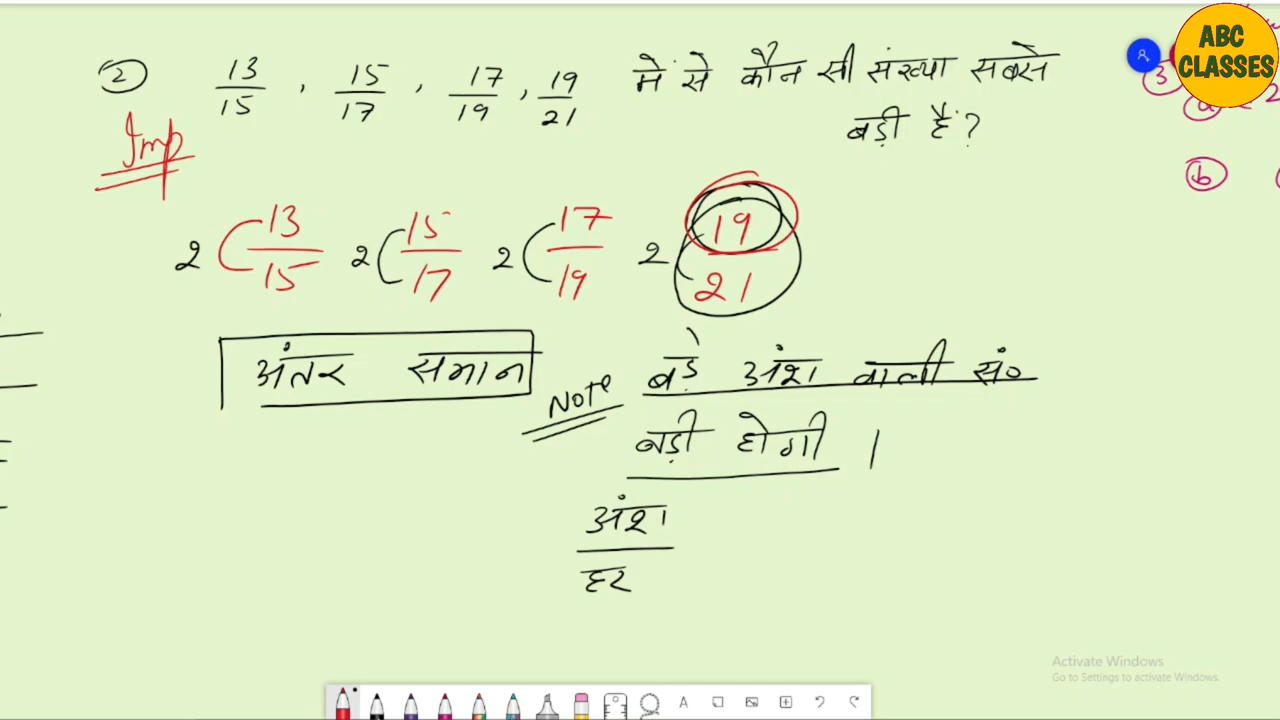 ABC
CLASSES
② 13/15 , 15/17 , 17/19 , 19/21 में से कौन सी संख्या सबसे
बड़ी है?
Imp
2 13/15 2 15/17 2 17/19 2 19/21
अंतर समान
Note बड़े अंश वाली सं०
बड़ी होगी ।
अंश
हर
③
ⓐ
ⓑ
Activate Windows
Go to Settings to activate Windows.
A